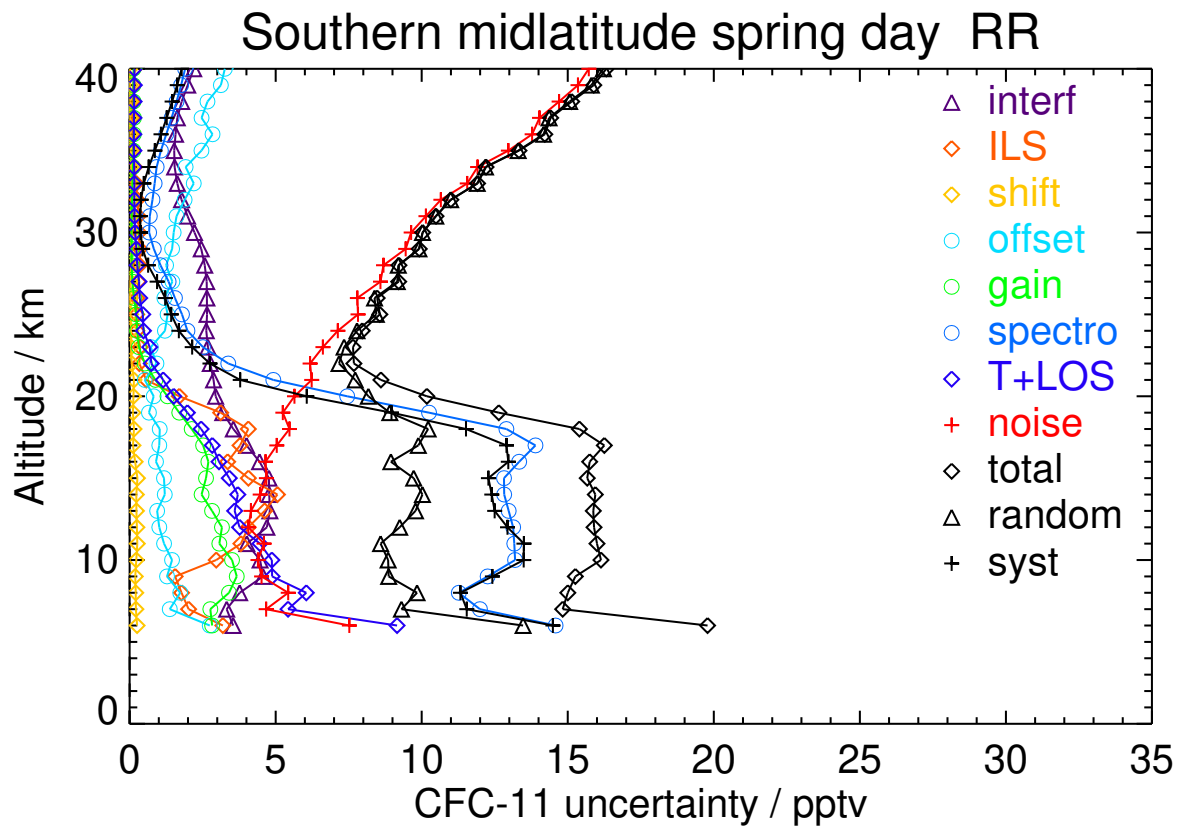 Southern midlatitude spring day RR
40
30
20
10
0
Altitude / km
interf
ILS
shift
offset
gain
spectro
T+LOS
noise
total
random
syst
0 5 10 15 20 25 30 35
CFC-11 uncertainty / pptv